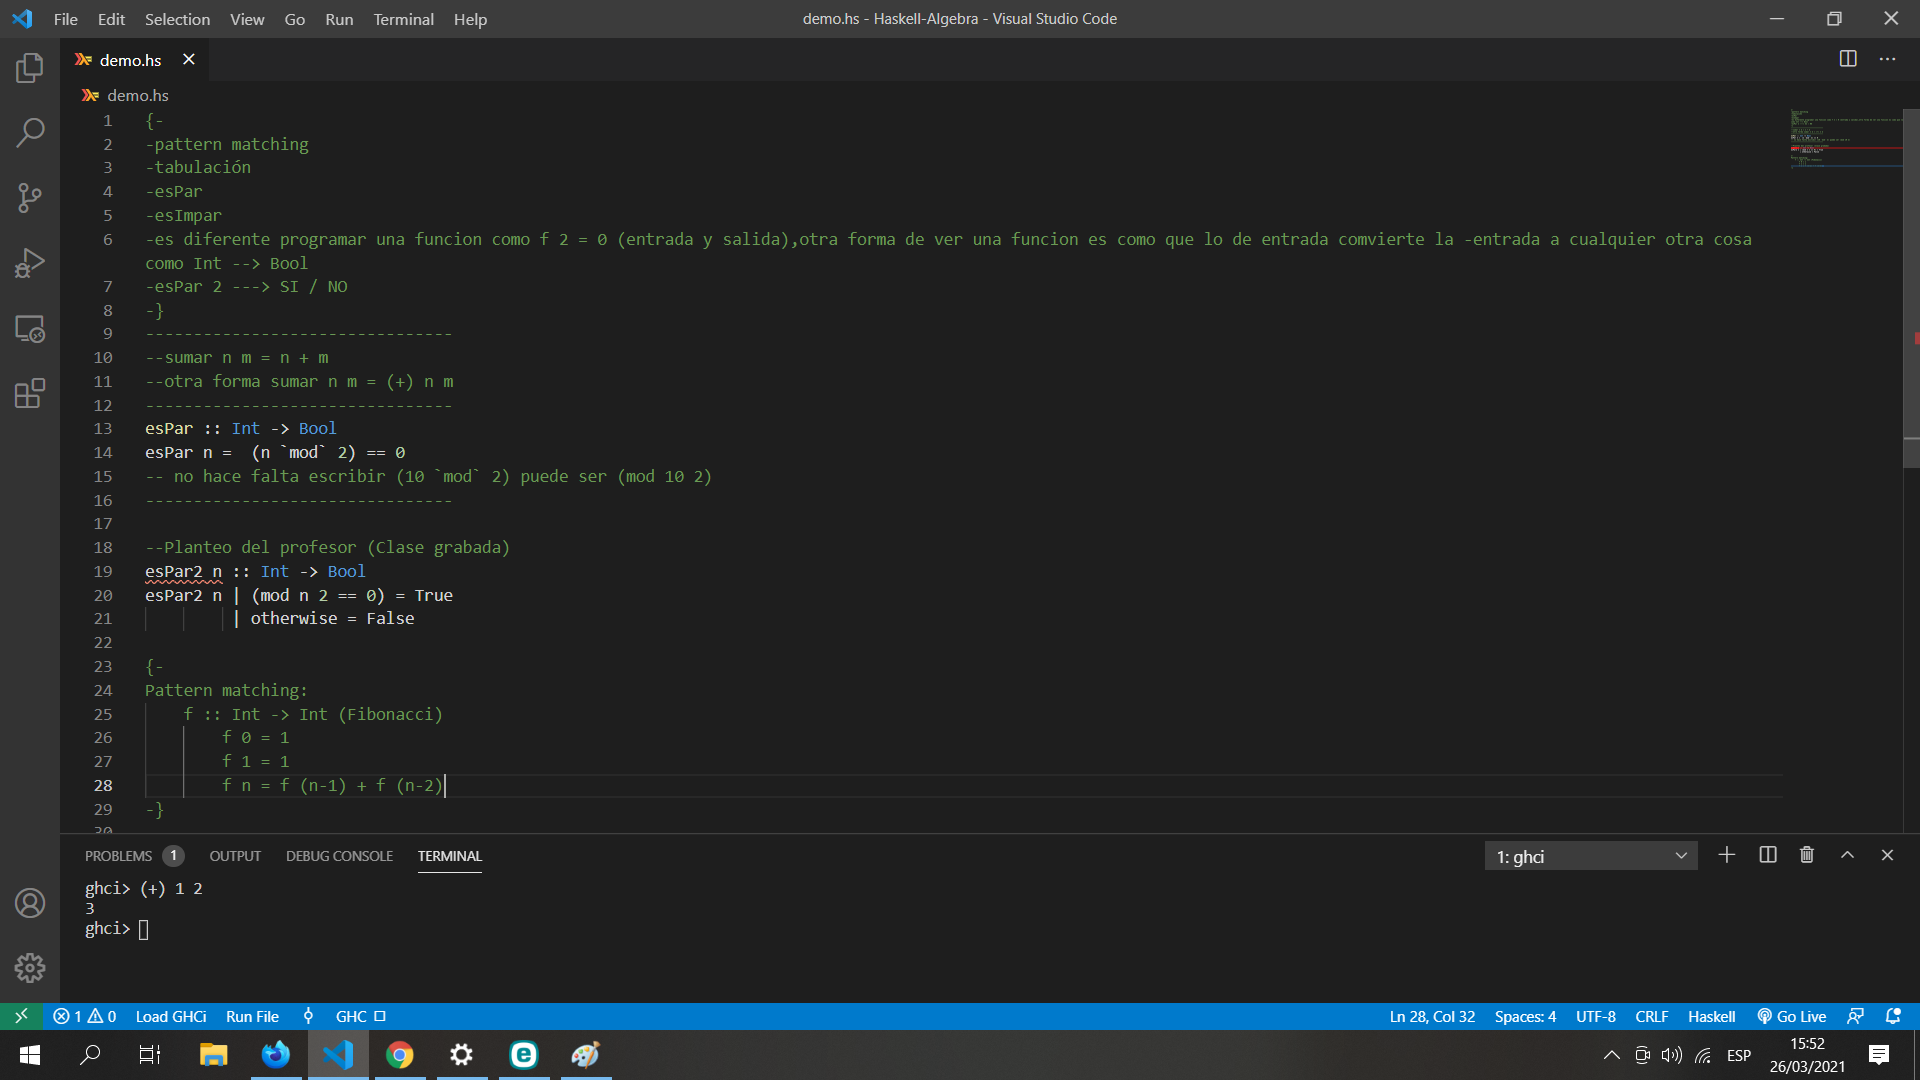 File Edit Selection View Go Run Terminal Help
demo.hs - Haskell-Algebra - Visual Studio Code
demo.hs
demo.hs
1 {-
2 -pattern matching
3 -tabulación
4 -esPar
5 -esImpar
6 -es diferente programar una funcion como f 2 = 0 (entrada y salida),otra forma de ver una funcion es como que lo de entrada comvierte la -entrada a cualquier otra cosa
como Int --> Bool
7 -esPar 2 ---> SI / NO
8 -}
9 --------------------------------
10 --sumar n m = n + m
11 --otra forma sumar n m = (+) n m
12 --------------------------------
13 esPar :: Int -> Bool
14 esPar n =  (n `mod` 2) == 0
15 -- no hace falta escribir (10 `mod` 2) puede ser (mod 10 2)
16 --------------------------------
17
18 --Planteo del profesor (Clase grabada)
19 esPar2 n :: Int -> Bool
20 esPar2 n | (mod n 2 == 0) = True
21          | otherwise = False
22
23 {-
24 Pattern matching:
25     f :: Int -> Int (Fibonacci)
26         f 0 = 1
27         f 1 = 1
28         f n = f (n-1) + f (n-2)
29 -}
30
PROBLEMS 1 OUTPUT DEBUG CONSOLE TERMINAL
1: ghci
ghci> (+) 1 2
3
ghci>
1 0 Load GHCi Run File GHC
Ln 28, Col 32 Spaces: 4 UTF-8 CRLF Haskell Go Live
ESP
15:52
26/03/2021